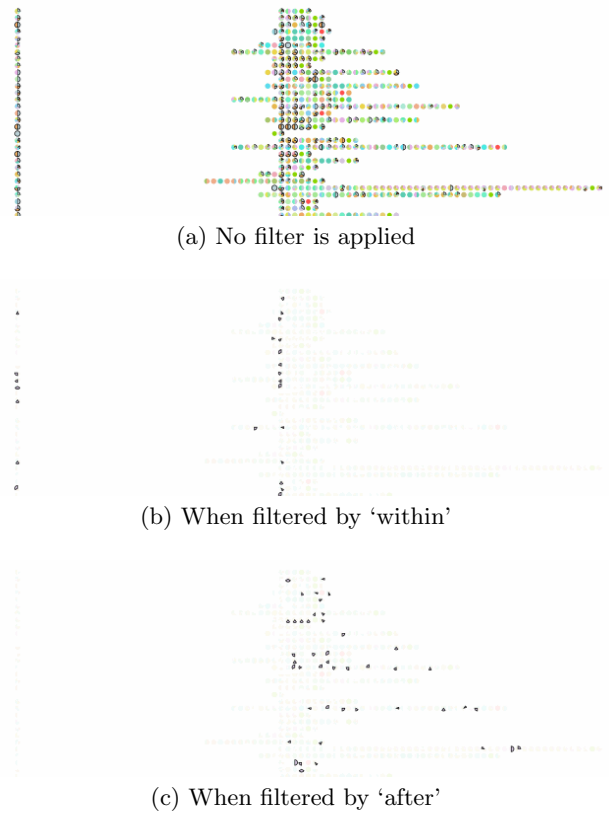 (a) No filter is applied
(b) When filtered by ‘within’
(c) When filtered by ‘after’